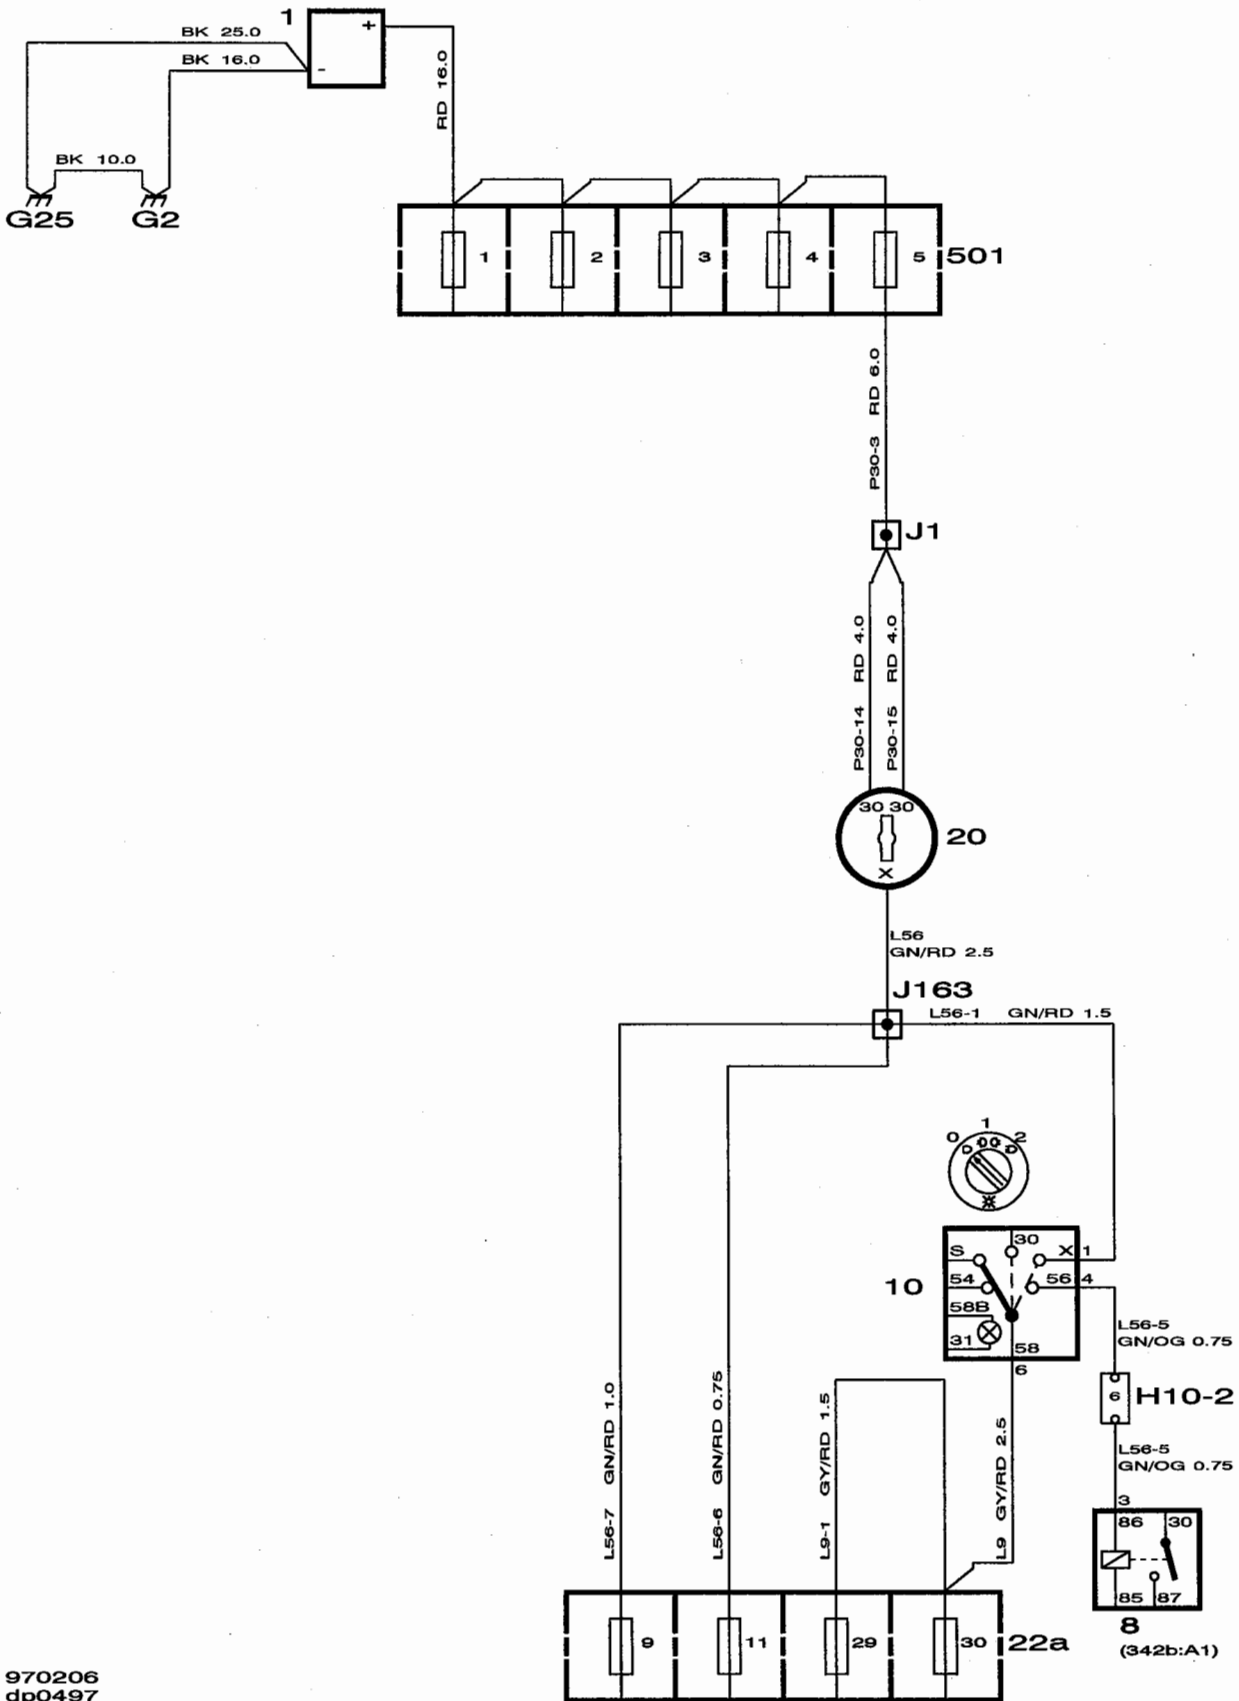 1
+
-
BK 25.0
BK 16.0
BK 10.0
G25
G2
RD 16.0
1
2
3
4
5
501
P30-3 RD 6.0
J1
P30-14 RD 4.0
P30-15 RD 4.0
30 30
20
X
L56
GN/RD 2.5
J163
L56-1 GN/RD 1.5
0
1
2
10
S
30
X
1
54
56
4
58B
31
58
6
L56-5
GN/OG 0.75
6
H10-2
L56-5
GN/OG 0.75
L56-7 GN/RD 1.0
L56-6 GN/RD 0.75
L9-1 GY/RD 1.5
L9 GY/RD 2.5
3
86
30
85
87
8
(342b:A1)
9
11
29
30
22a
970206
dp0497